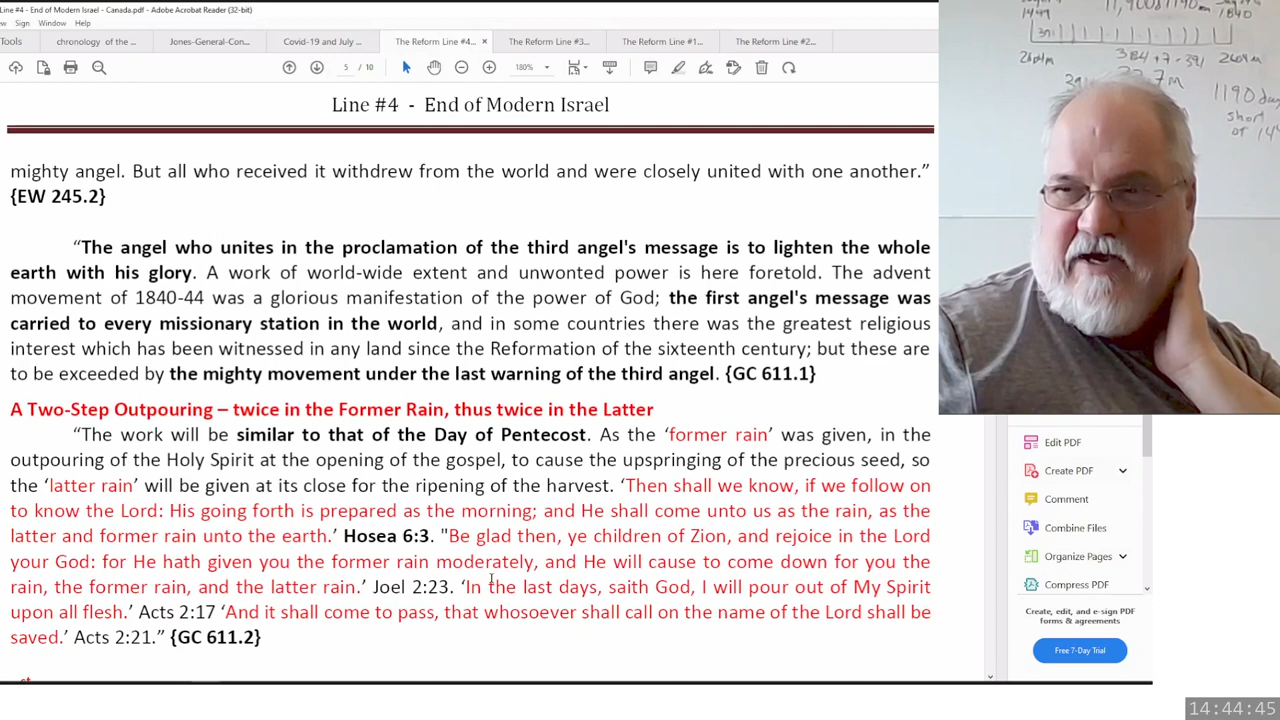 Line #4 - End of Modern Israel - Canada.pdf - Adobe Acrobat Reader (32-bit)
Sign Window Help
Tools
chronology of the ...
Jones-General-Con...
Covid-19 and July ...
The Reform Line #4... ×
The Reform Line #3...
The Reform Line #1...
The Reform Line #2...
5 / 10
180%
Line #4 - End of Modern Israel
mighty angel. But all who received it withdrew from the world and were closely united with one another.”
{EW 245.2}
“The angel who unites in the proclamation of the third angel's message is to lighten the whole
earth with his glory. A work of world-wide extent and unwonted power is here foretold. The advent
movement of 1840-44 was a glorious manifestation of the power of God; the first angel's message was
carried to every missionary station in the world, and in some countries there was the greatest religious
interest which has been witnessed in any land since the Reformation of the sixteenth century; but these are
to be exceeded by the mighty movement under the last warning of the third angel. {GC 611.1}
A Two-Step Outpouring – twice in the Former Rain, thus twice in the Latter
“The work will be similar to that of the Day of Pentecost. As the ‘former rain’ was given, in the
outpouring of the Holy Spirit at the opening of the gospel, to cause the upspringing of the precious seed, so
the ‘latter rain’ will be given at its close for the ripening of the harvest. ‘Then shall we know, if we follow on
to know the Lord: His going forth is prepared as the morning; and He shall come unto us as the rain, as the
latter and former rain unto the earth.’ Hosea 6:3. "Be glad then, ye children of Zion, and rejoice in the Lord
your God: for He hath given you the former rain moderately, and He will cause to come down for you the
rain, the former rain, and the latter rain.’ Joel 2:23. ‘In the last days, saith God, I will pour out of My Spirit
upon all flesh.’ Acts 2:17 ‘And it shall come to pass, that whosoever shall call on the name of the Lord shall be
saved.’ Acts 2:21.” {GC 611.2}
1449
1840
384 + 7 = 391
1190 day
short
of
Edit PDF
Create PDF
Comment
Combine Files
Organize Pages
Compress PDF
Create, edit, and e-sign PDF
forms & agreements
Free 7-Day Trial
14:44:45